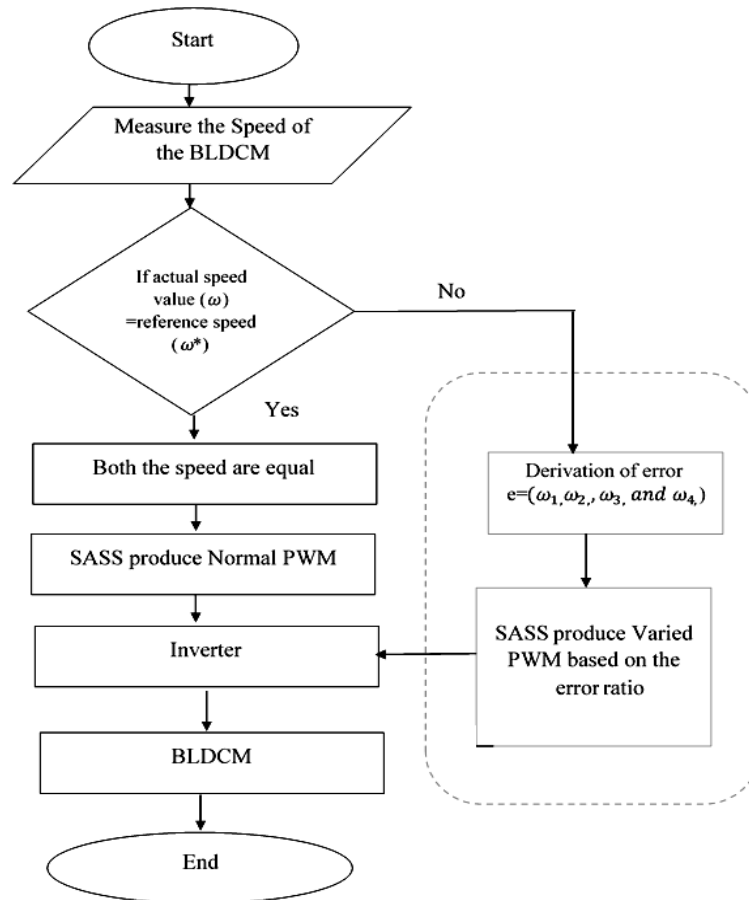 Start
Measure the Speed of
the BLDCM
If actual speed
value (ω)
=reference speed
(ω*)
No
Yes
Both the speed are equal
Derivation of error
e=(ω₁,ω₂,, ω₃, and ω₄,)
SASS produce Normal PWM
SASS produce Varied
PWM based on the
error ratio
Inverter
BLDCM
End